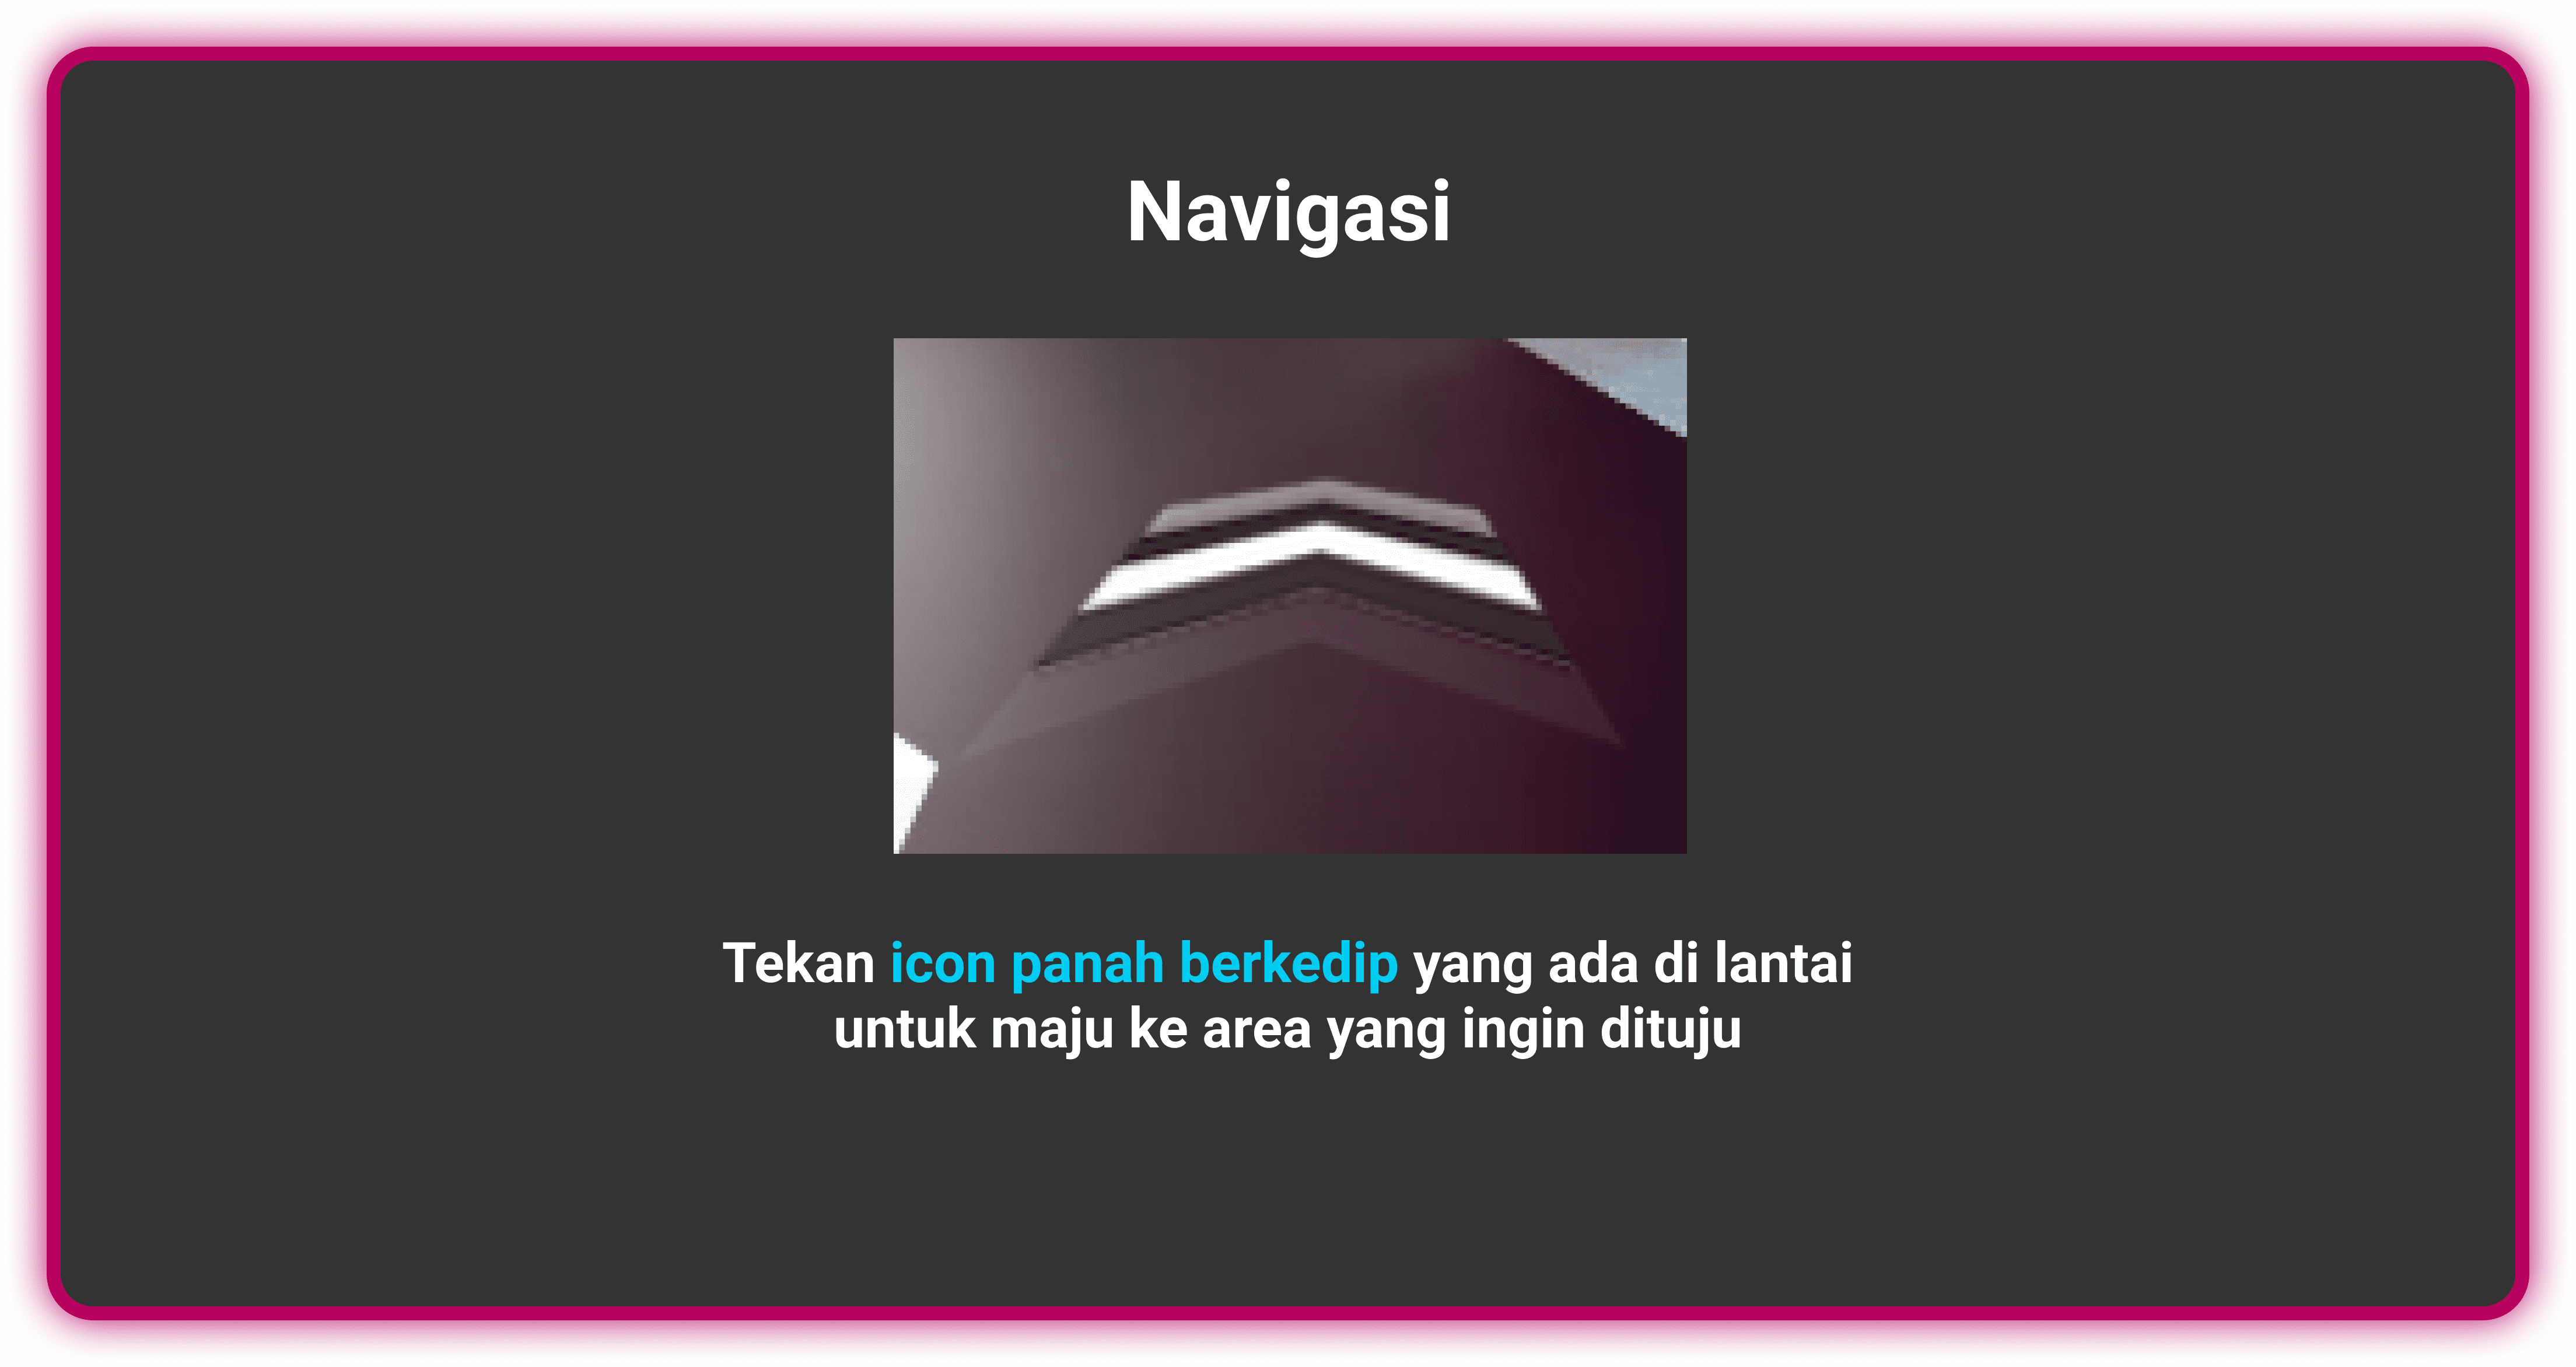 Navigasi
Tekan icon panah berkedip yang ada di lantai
untuk maju ke area yang ingin dituju